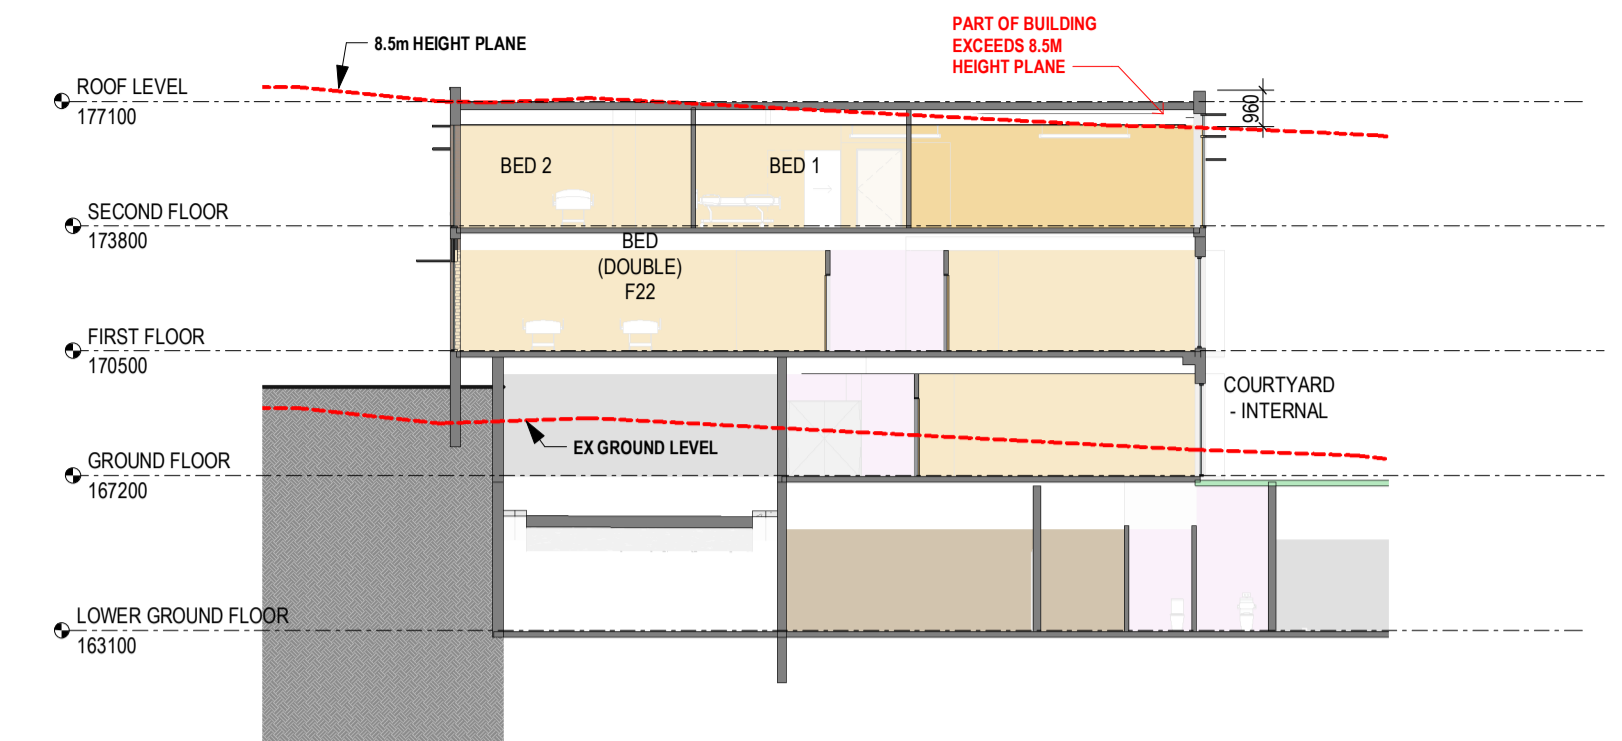 8.5m HEIGHT PLANE
PART OF BUILDING
EXCEEDS 8.5M
HEIGHT PLANE
ROOF LEVEL
177100
960
BED 2
BED 1
SECOND FLOOR
173800
BED
(DOUBLE)
F22
FIRST FLOOR
170500
COURTYARD
- INTERNAL
EX GROUND LEVEL
GROUND FLOOR
167200
LOWER GROUND FLOOR
163100